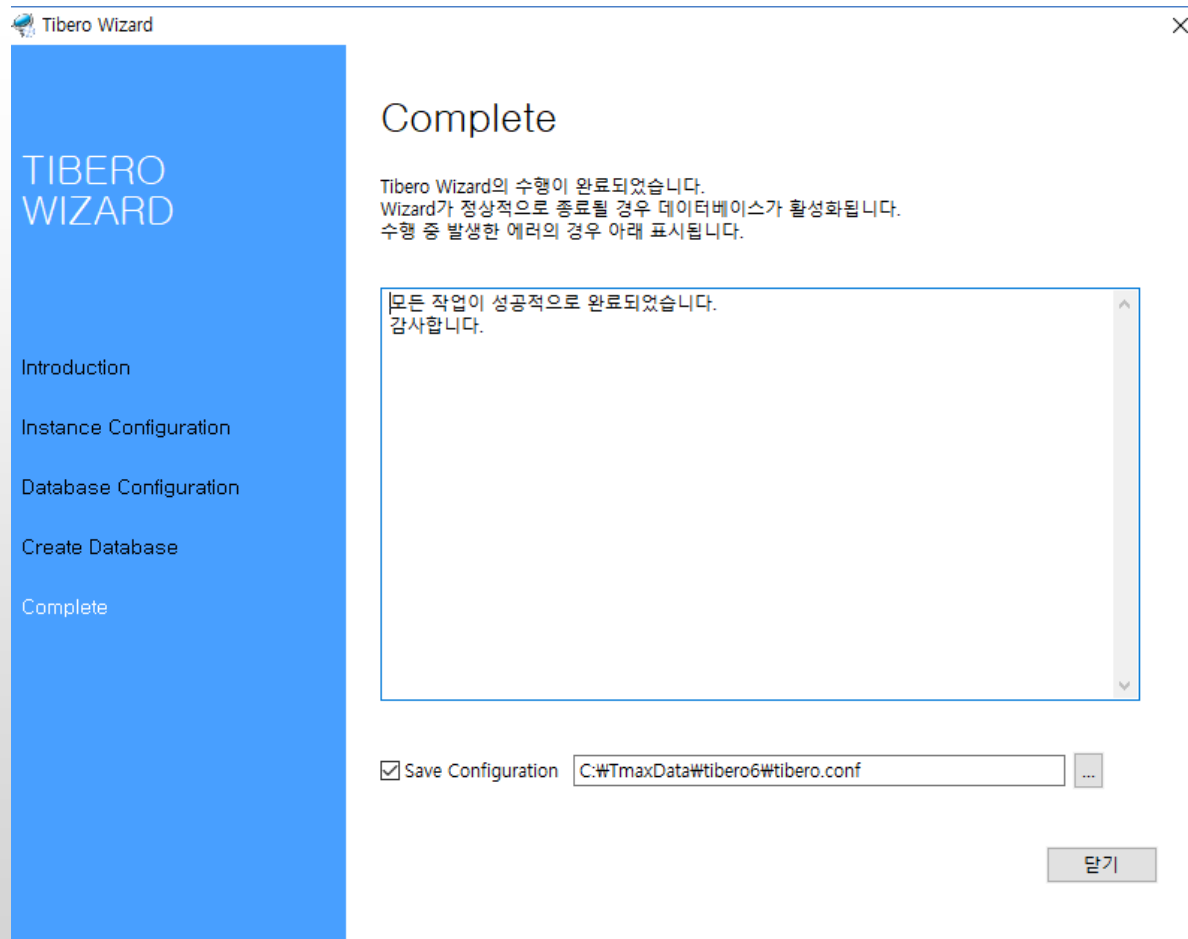 Tibero Wizard
TIBERO
WIZARD
Introduction
Instance Configuration
Database Configuration
Create Database
Complete
Complete
Tibero Wizard의 수행이 완료되었습니다.
Wizard가 정상적으로 종료될 경우 데이터베이스가 활성화됩니다.
수행 중 발생한 에러의 경우 아래 표시됩니다.
모든 작업이 성공적으로 완료되었습니다.
감사합니다.
Save Configuration C:₩TmaxData₩tibero6₩tibero.conf ...
닫기